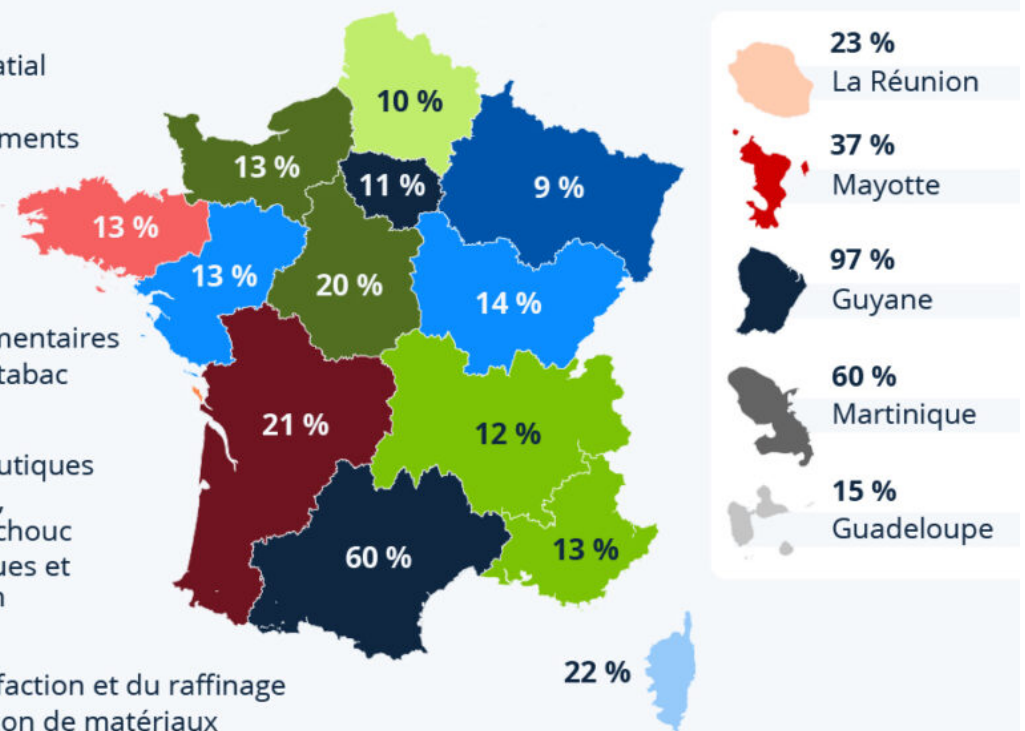 atial
ments
mentaires
tabac
utiques
,
chouc
ues et
n
faction et du raffinage
on de matériaux
10 %
13 %
11 %
9 %
13 %
13 %
20 %
14 %
21 %
12 %
60 %
13 %
22 %
23 %
La Réunion
37 %
Mayotte
97 %
Guyane
60 %
Martinique
15 %
Guadeloupe